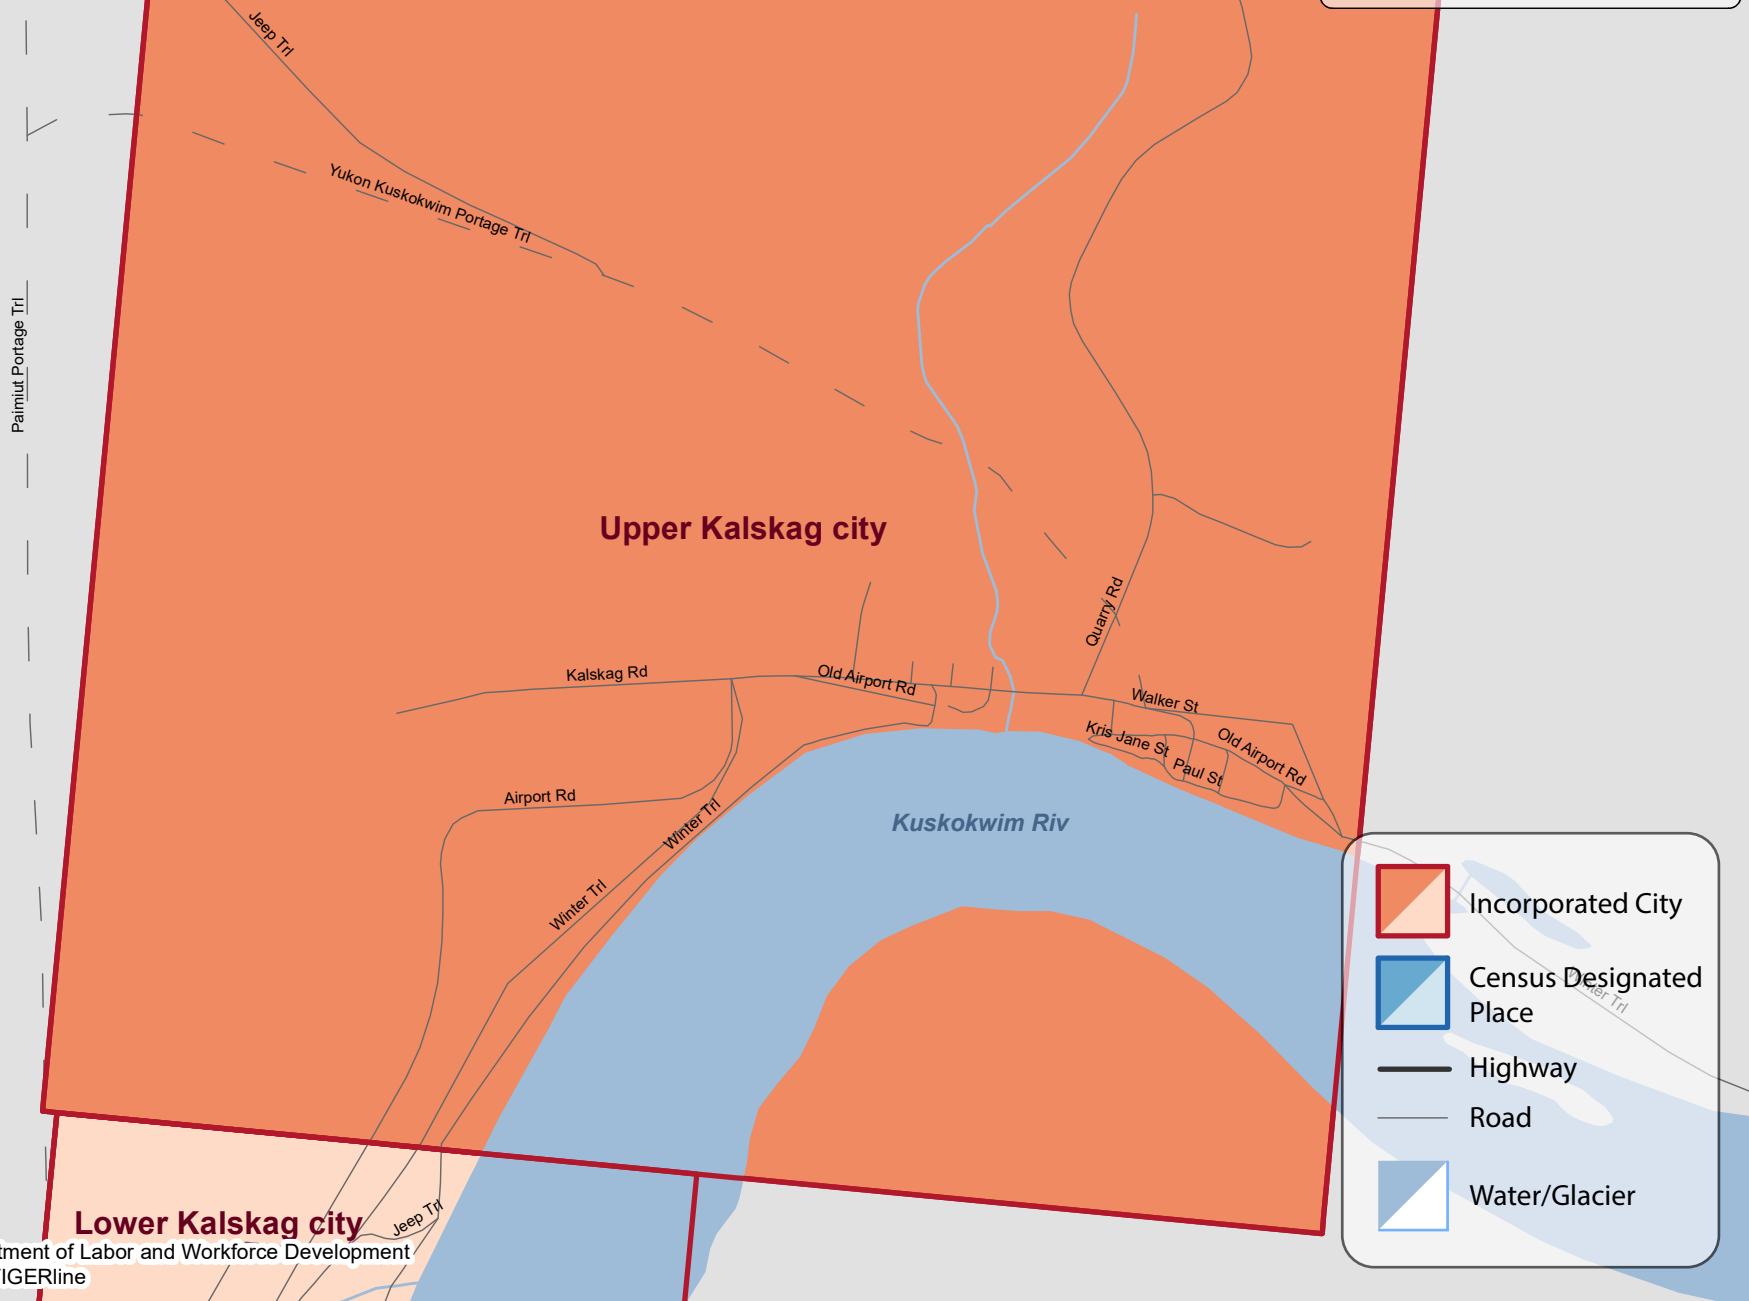 Jeep Trl
Yukon Kuskokwim Portage Trl
Paimiut Portage Trl
Upper Kalskag city
Quarry Rd
Kalskag Rd
Old Airport Rd
Walker St
Kris Jane St
Old Airport Rd
Paul St
Airport Rd
Winter Trl
Kuskokwim Riv
Winter Trl
Incorporated City
Census Designated
Place
Winter Trl
Highway
Road
Water/Glacier
Jeep Trl
Lower Kalskag city
tment of Labor and Workforce Development
IGERline